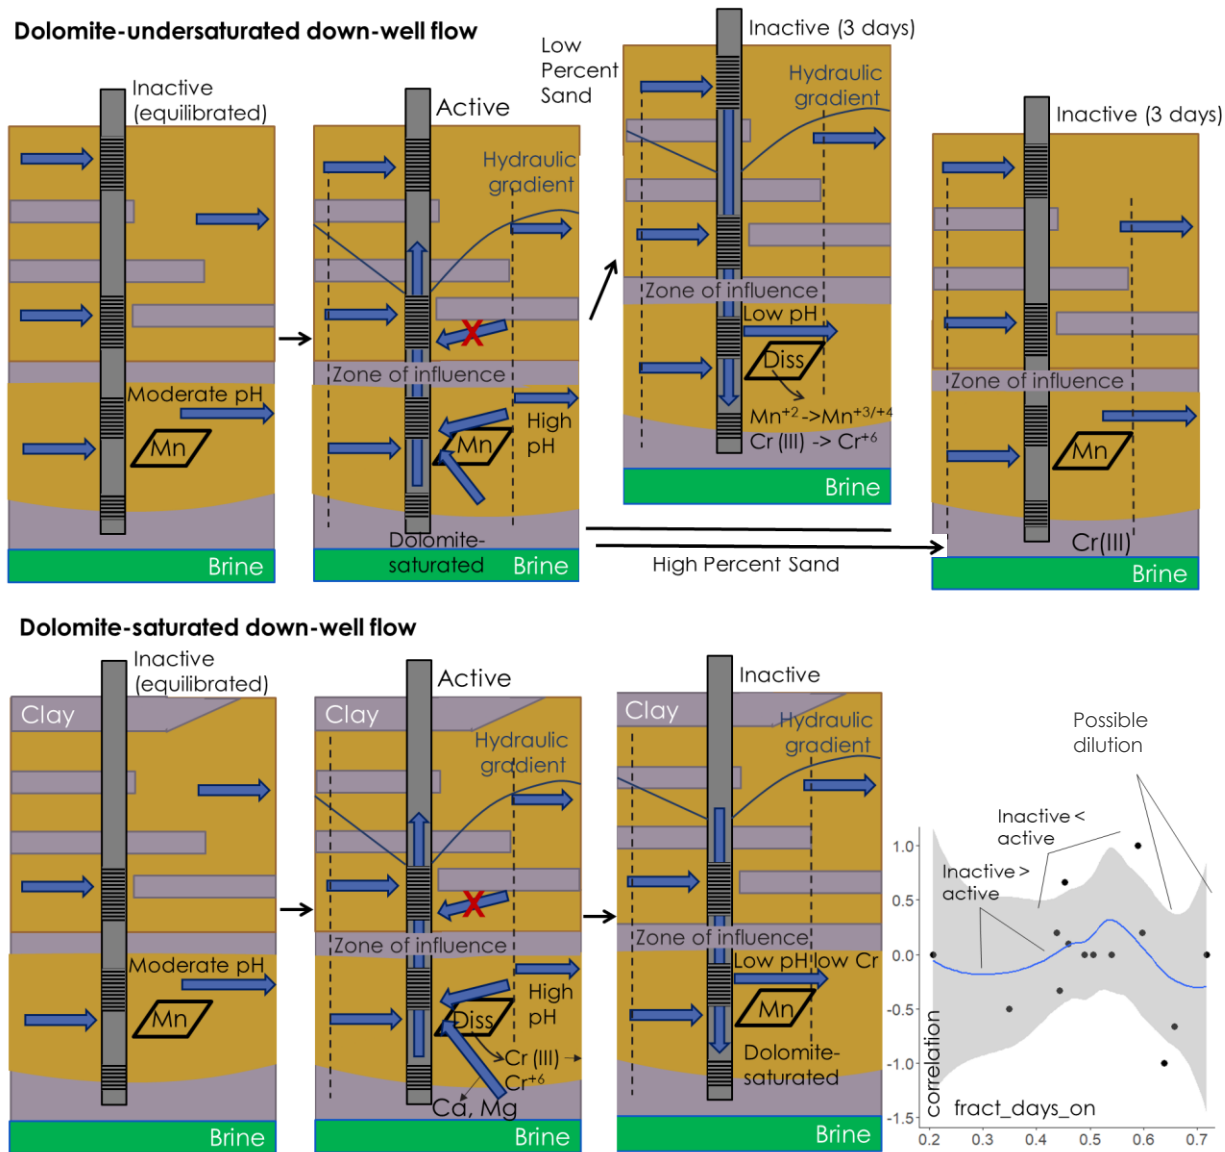 Dolomite-undersaturated down-well flow
Inactive
(equilibrated)
Moderate pH
Mn
Brine
Active
Hydraulic
gradient
X
Zone of influence
High
pH
Mn
Dolomite-
saturated
Brine
Low
Percent
Sand
Inactive (3 days)
Hydraulic
gradient
Zone of influence
Low pH
Diss
Mn+2->Mn+3/+4
Cr (III) -> Cr+6
Brine
High Percent Sand
Inactive (3 days)
Zone of influence
Mn
Cr(III)
Brine
Dolomite-saturated down-well flow
Inactive
(equilibrated)
Clay
Moderate pH
Mn
Brine
Active
Clay
Hydraulic
gradient
X
Zone of influence
High
pH
Diss
Cr (III)
Cr+6
Ca, Mg
Brine
Inactive
Hydraulic
gradient
Zone of influence
Low pH low Cr
Mn
Dolomite-
saturated
Brine
Possible
dilution
Inactive <
active
Inactive >
active
1.0
0.5
0.0
-0.5
-1.0
-1.5
correlation
fract_days_on
0.2 0.3 0.4 0.5 0.6 0.7